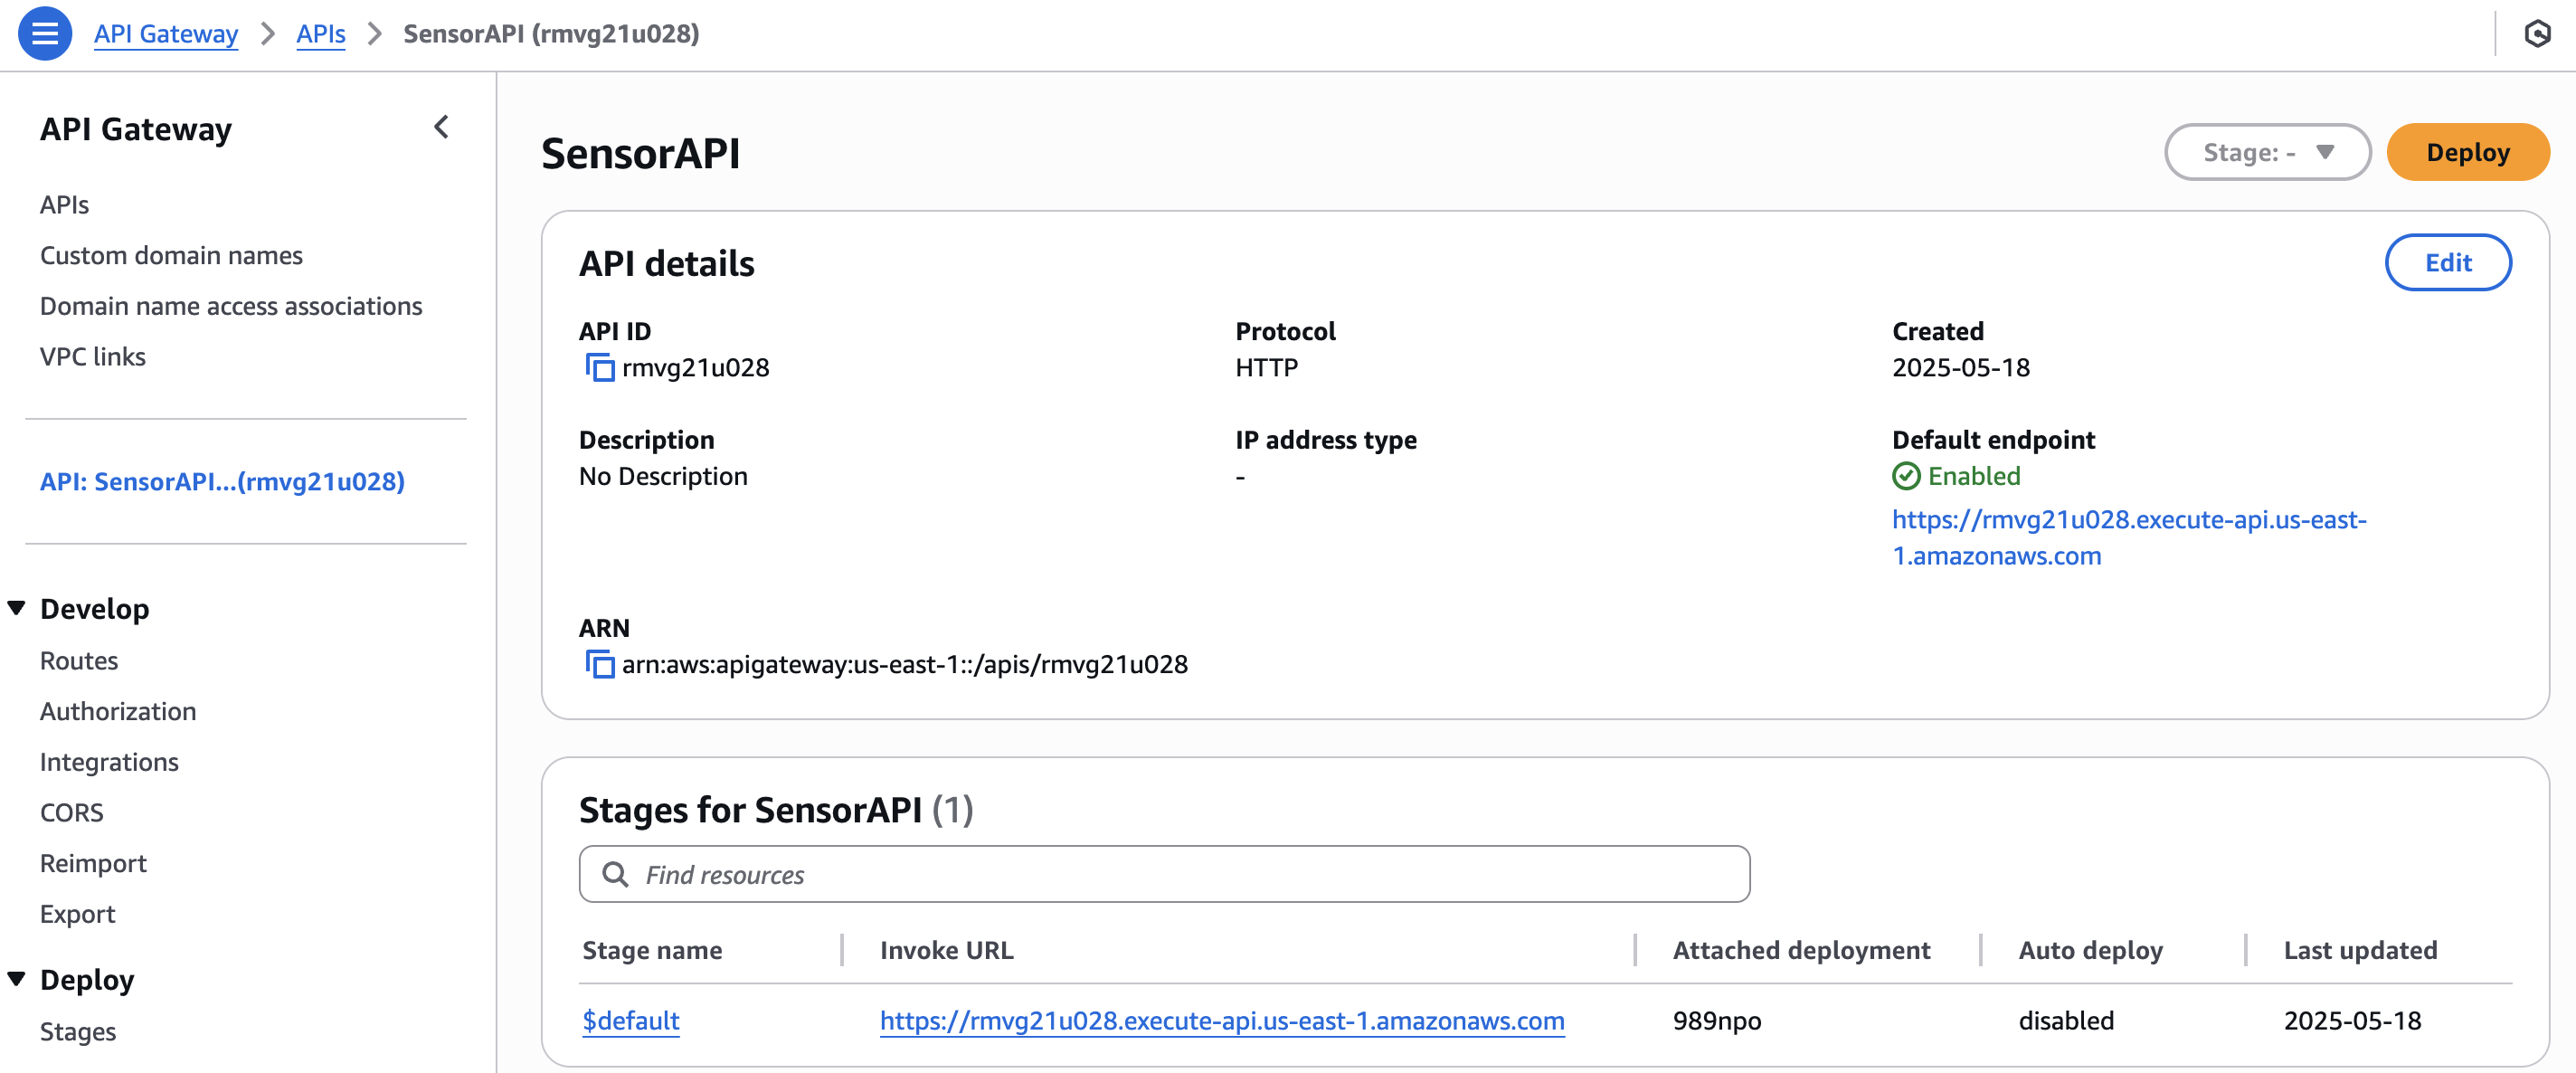 API Gateway > APIs > SensorAPI (rmvg21u028)
API Gateway
APIs
Custom domain names
Domain name access associations
VPC links
API: SensorAPI...(rmvg21u028)
Develop
Routes
Authorization
Integrations
CORS
Reimport
Export
Deploy
Stages
SensorAPI
Stage: -
Deploy
API details
Edit
API ID
rmvg21u028
Protocol
HTTP
Created
2025-05-18
Description
No Description
IP address type
-
Default endpoint
Enabled
https://rmvg21u028.execute-api.us-east-
1.amazonaws.com
ARN
arn:aws:apigateway:us-east-1::/apis/rmvg21u028
Stages for SensorAPI (1)
Find resources
Stage name Invoke URL Attached deployment Auto deploy Last updated
$default https://rmvg21u028.execute-api.us-east-1.amazonaws.com 989npo disabled 2025-05-18